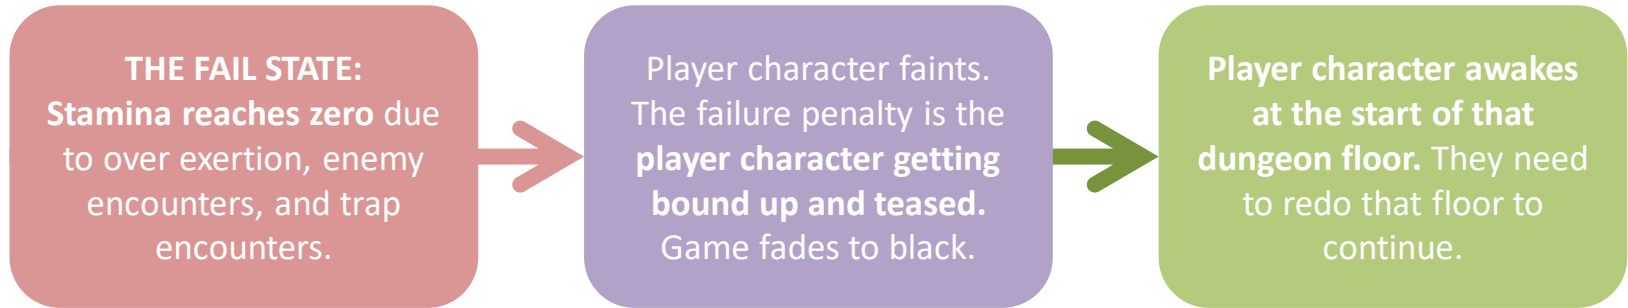 THE FAIL STATE:
Stamina reaches zero due
to over exertion, enemy
encounters, and trap
encounters.
Player character faints.
The failure penalty is the
player character getting
bound up and teased.
Game fades to black.
Player character awakes
at the start of that
dungeon floor. They need
to redo that floor to
continue.